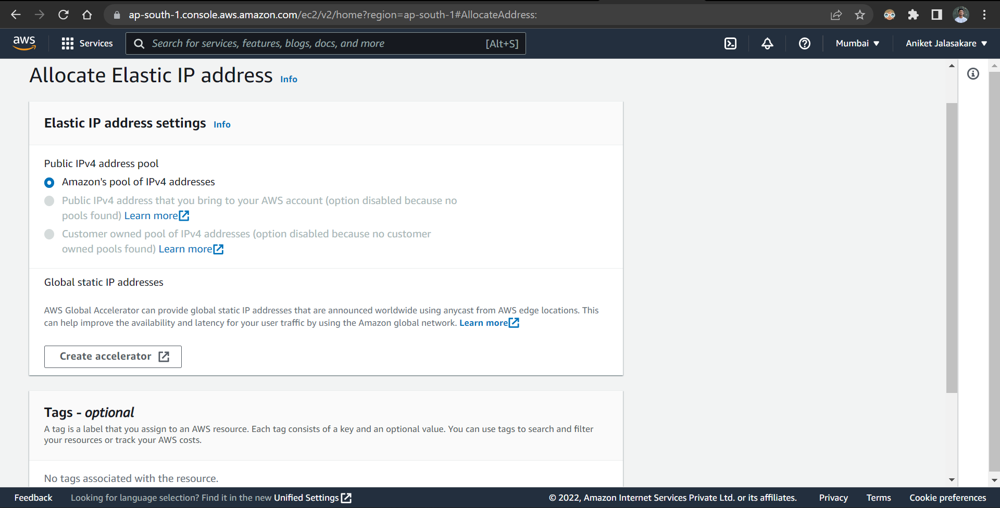 ap-south-1.console.aws.amazon.com/ec2/v2/home?region=ap-south-1#AllocateAddress:
aws Services Search for services, features, blogs, docs, and more [Alt+S] Mumbai Aniket Jalasakare
Allocate Elastic IP address Info
Elastic IP address settings Info
Public IPv4 address pool
Amazon's pool of IPv4 addresses
Public IPv4 address that you bring to your AWS account (option disabled because no
pools found) Learn more
Customer owned pool of IPv4 addresses (option disabled because no customer
owned pools found) Learn more
Global static IP addresses
AWS Global Accelerator can provide global static IP addresses that are announced worldwide using anycast from AWS edge locations. This
can help improve the availability and latency for your user traffic by using the Amazon global network. Learn more
Create accelerator
Tags - optional
A tag is a label that you assign to an AWS resource. Each tag consists of a key and an optional value. You can use tags to search and filter
your resources or track your AWS costs.
No tags associated with the resource.
Feedback Looking for language selection? Find it in the new Unified Settings © 2022, Amazon Internet Services Private Ltd. or its affiliates. Privacy Terms Cookie preferences